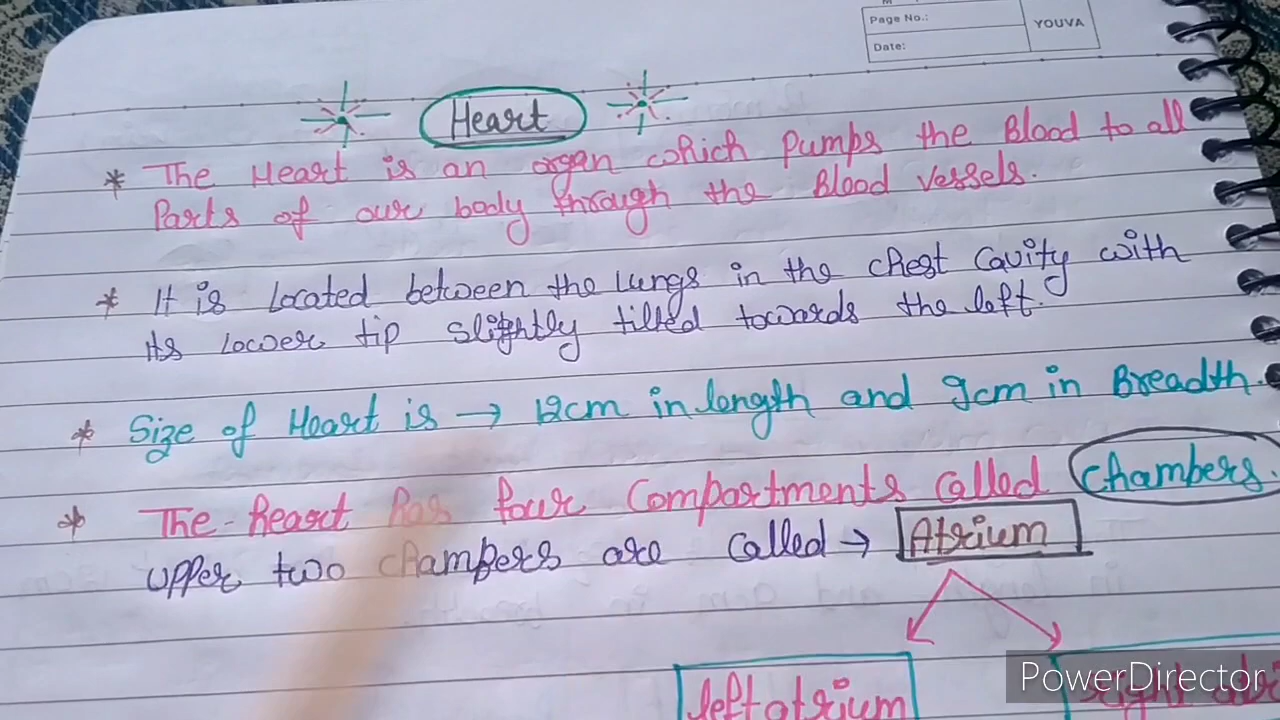 Page No.:
YOUVA
Date:
Heart
* The Heart is an organ which pumps the Blood to all
Parts of our body through the Blood vessels.
* It is Located between the Lungs in the chest Cavity with
its Lower tip slightly tilted towards the left.
* Size of Heart is → 12cm in length and 9cm in Breadth.
* The Heart has four Compartments called Chambers.
upper two chambers are called → Atrium
left atrium
right
PowerDirector